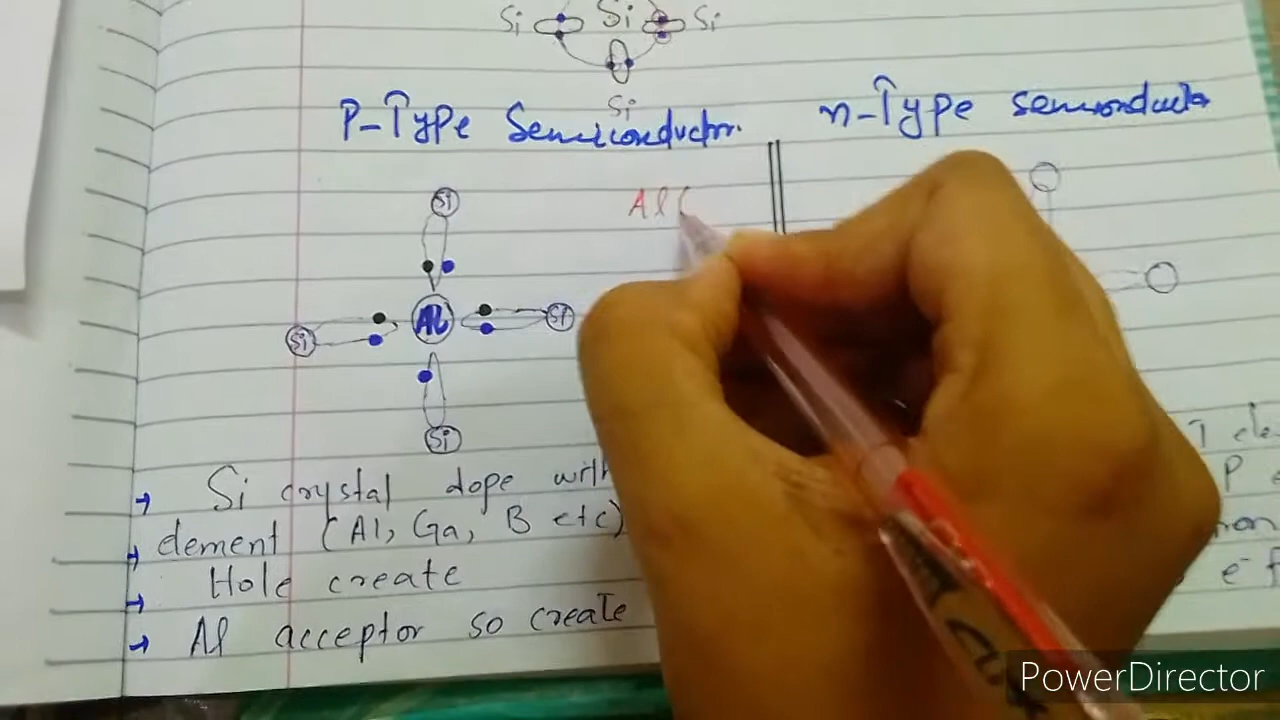 Si Si Si
Si
P-Type Semiconductor. n-Type semionductor
Si
Al(
Si Al Si
Si
→ Si crystal dope with
→ element (Al, Ga, B etc)
→ Hole create
→ Al acceptor so create
P
e⁻
PowerDirector